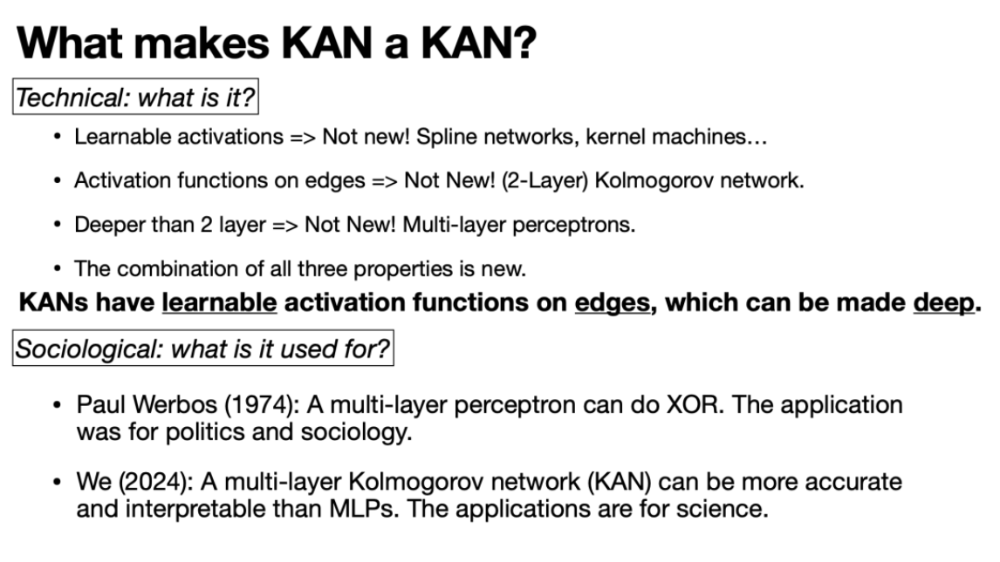 What makes KAN a KAN?
Technical: what is it?
• Learnable activations => Not new! Spline networks, kernel machines…
• Activation functions on edges => Not New! (2-Layer) Kolmogorov network.
• Deeper than 2 layer => Not New! Multi-layer perceptrons.
• The combination of all three properties is new.
KANs have learnable activation functions on edges, which can be made deep.
Sociological: what is it used for?
• Paul Werbos (1974): A multi-layer perceptron can do XOR. The application
was for politics and sociology.
• We (2024): A multi-layer Kolmogorov network (KAN) can be more accurate
and interpretable than MLPs. The applications are for science.